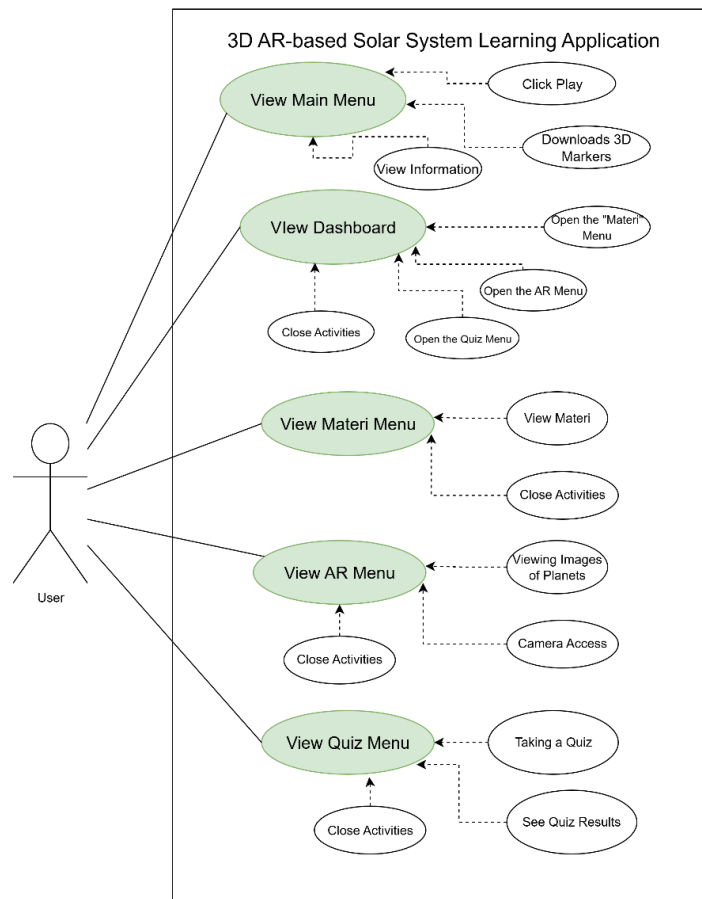 3D AR-based Solar System Learning Application
Click Play
View Main Menu
Downloads 3D
Markers
View Information
VIew Dashboard
Open the "Materi"
Menu
Open the AR Menu
Close Activities
Open the Quiz Menu
View Materi Menu
View Materi
Close Activities
View AR Menu
Viewing Images
of Planets
User
Camera Access
Close Activities
View Quiz Menu
Taking a Quiz
See Quiz Results
Close Activities